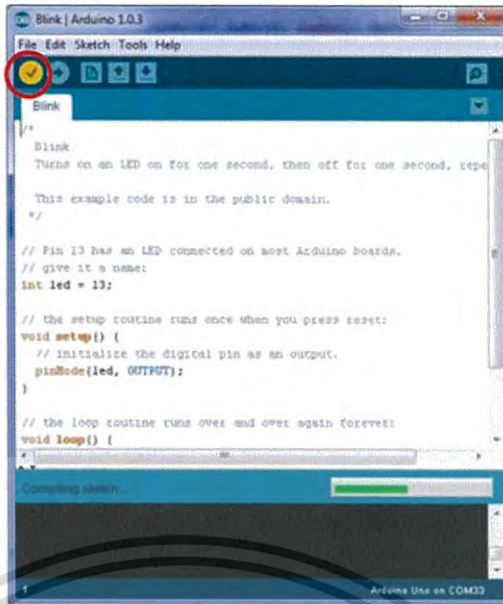 Blink | Arduino 1.0.3
File Edit Sketch Tools Help
Blink
/*
Blink
Turns on an LED on for one second, then off for one second, repe
This example code is in the public domain.
*/
// Pin 13 has an LED connected on most Arduino boards.
// give it a name:
int led = 13;
// the setup routine runs once when you press reset:
void setup() {
// initialize the digital pin as an output.
pinMode(led, OUTPUT);
}
// the loop routine runs over and over again forever:
void loop() {
Compiling sketch...
1
Arduino Uno on COM33